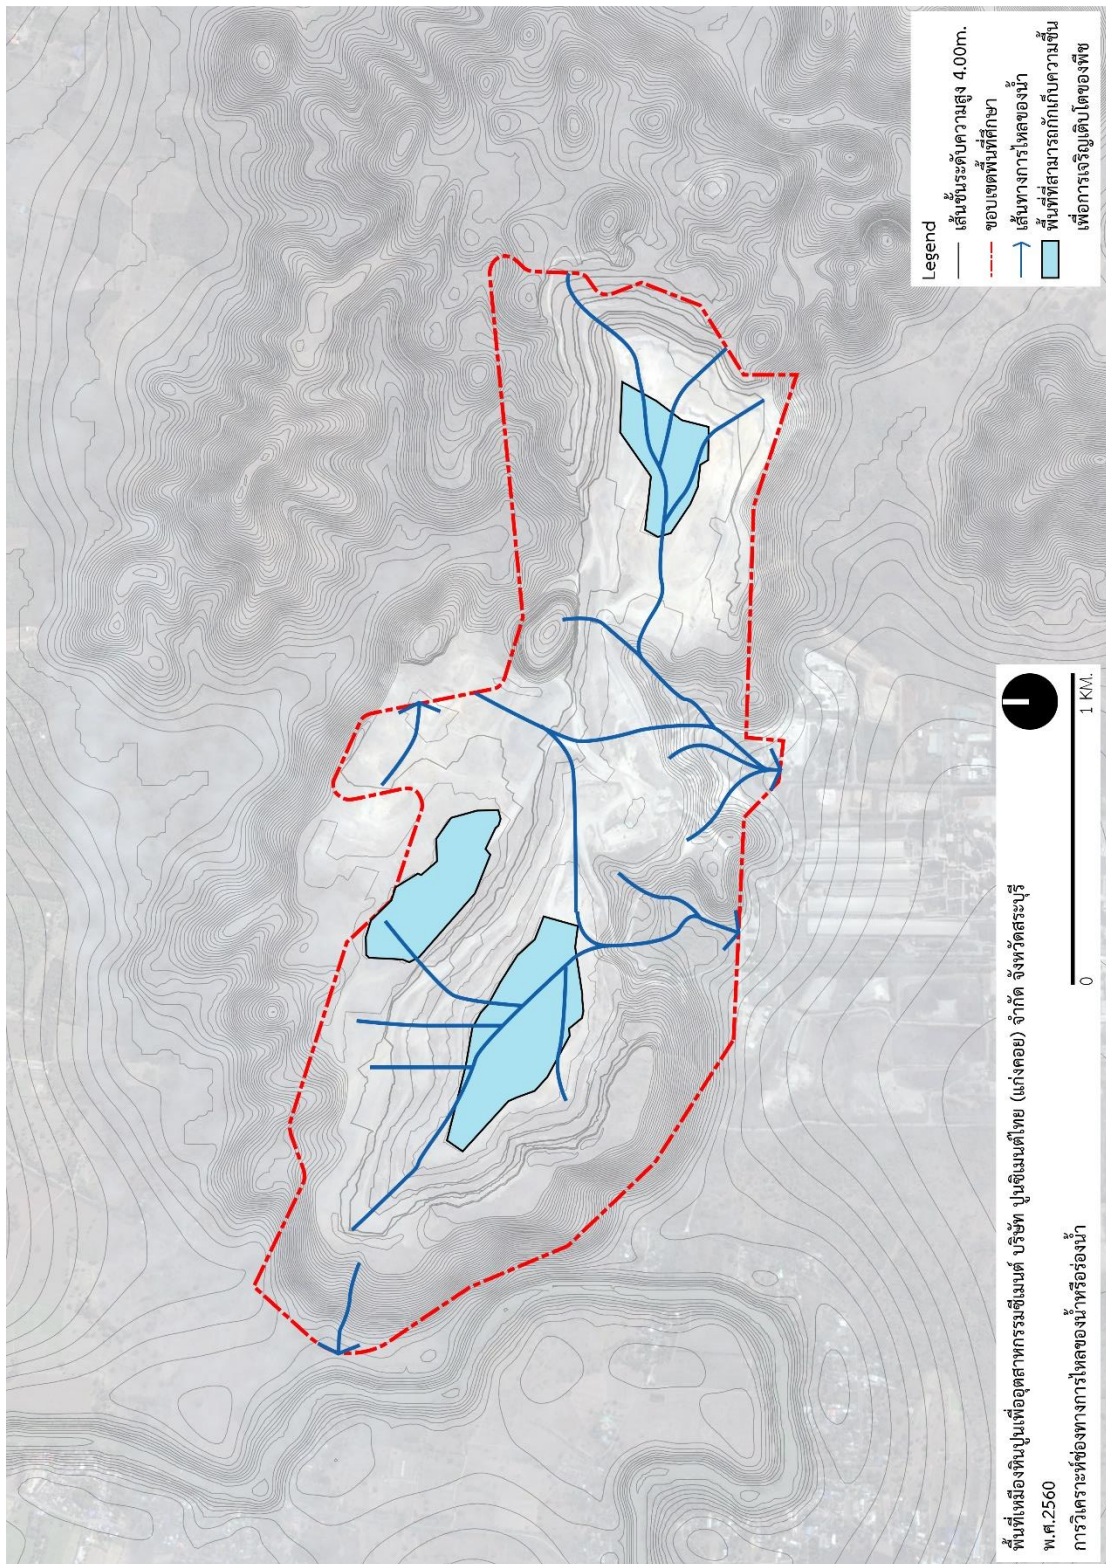 Legend
เส้นชั้นระดับความสูง 4.00m.
ขอบเขตพื้นที่ศึกษา
เส้นทางการไหลของน้ำ
พื้นที่ที่สามารถกักเก็บความชื้น
เพื่อการเจริญเติบโตของพืช
พื้นที่เหมืองหินปูนเพื่ออุตสาหกรรมซีเมนต์ บริษัท ปูนซิเมนต์ไทย (แก่งคอย) จำกัด จังหวัดสระบุรี
พ.ศ.2560
การวิเคราะห์ช่องทางการไหลของน้ำหรือร่องน้ำ
0
1 KM.